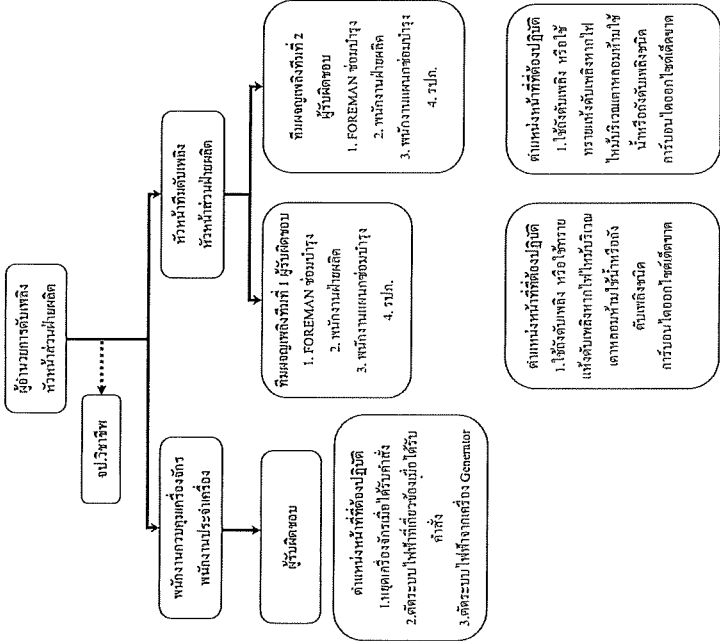 ผู้อำนวยการดับเพลิง
หัวหน้าส่วนฝ่ายผลิต
จป.วิชาชีพ
พนักงานควบคุมเครื่องจักร
พนักงานประจำเครื่อง
หัวหน้าทีมดับเพลิง
หัวหน้าส่วนฝ่ายผลิต
ผู้รับผิดชอบ
ทีมผจญเพลิงทีมที่ 1 ผู้รับผิดชอบ
1. FOREMAN ซ่อมบำรุง
2. พนักงานฝ่ายผลิต
3. พนักงานแผนกซ่อมบำรุง
4. รปภ.
ทีมผจญเพลิงทีมที่ 2
ผู้รับผิดชอบ
1. FOREMAN ซ่อมบำรุง
2. พนักงานฝ่ายผลิต
3. พนักงานแผนกซ่อมบำรุง
4. รปภ.
ตำแหน่งหน้าที่ที่ต้องปฏิบัติ
1.หยุดเครื่องจักรเมื่อได้รับคำสั่ง
2.ตัดระบบไฟฟ้าที่เกี่ยวข้องเมื่อได้รับ
คำสั่ง
3.ตัดระบบไฟฟ้าจากเครื่อง Generator
ตำแหน่งหน้าที่ที่ต้องปฏิบัติ
1.ใช้ถังดับเพลิง หรือใช้ทราย
แห้งดับเพลิงหากไฟไหม้บริเวณ
เตาหลอมห้ามใช้น้ำหรือถัง
ดับเพลิงชนิด
คาร์บอนไดออกไซด์เด็ดขาด
ตำแหน่งหน้าที่ที่ต้องปฏิบัติ
1.ใช้ถังดับเพลิง หรือใช้
ทรายแห้งดับเพลิงหากไฟ
ไหม้บริเวณเตาหลอมห้ามใช้
น้ำหรือถังดับเพลิงชนิด
คาร์บอนไดออกไซด์เด็ดขาด